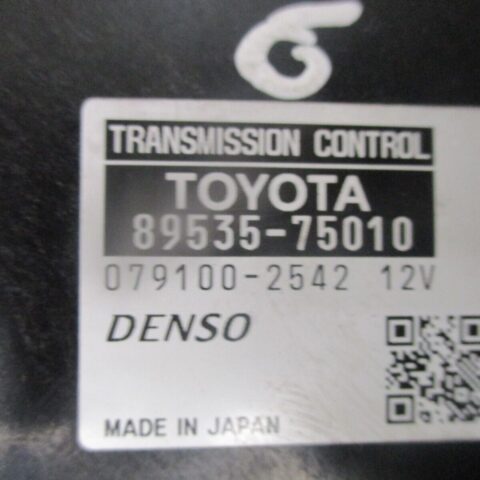 6
TRANSMISSION CONTROL
TOYOTA
89535-75010
079100-2542 12V
DENSO
MADE IN JAPAN